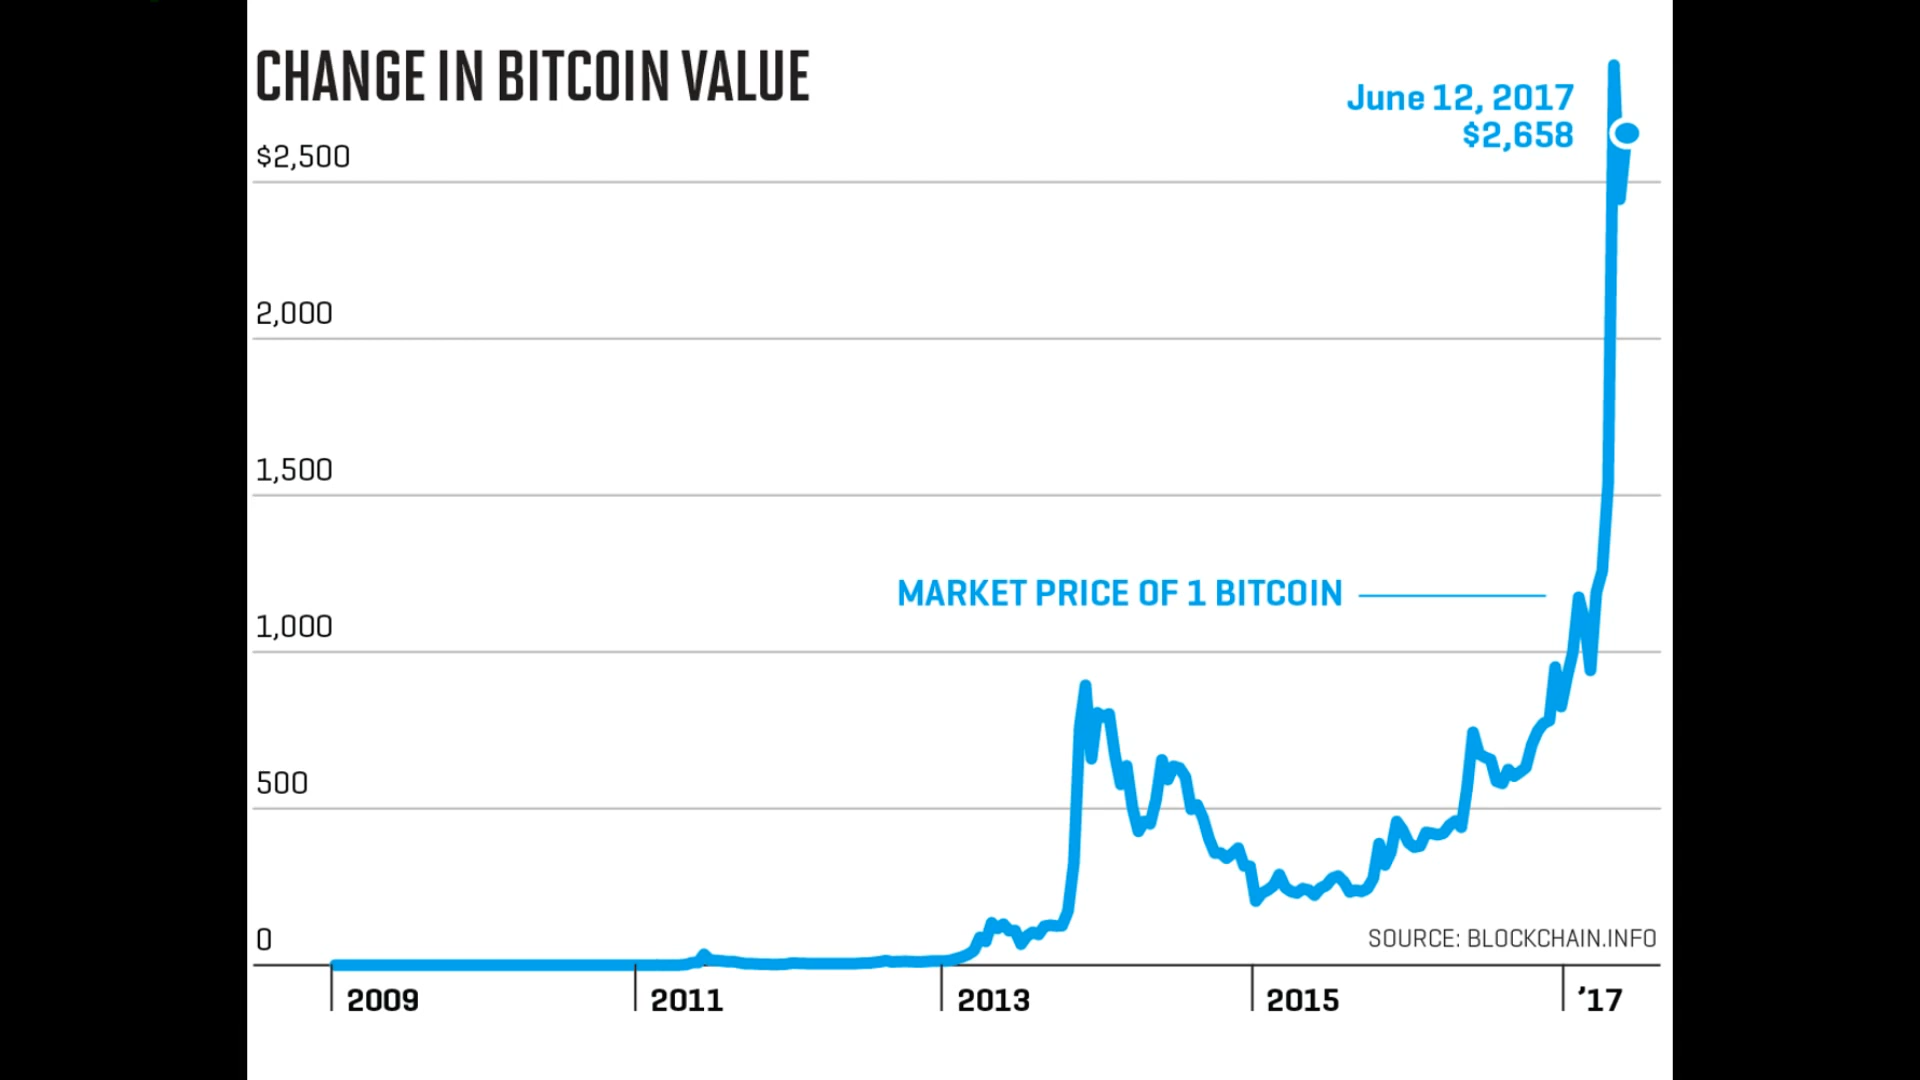 CHANGE IN BITCOIN VALUE
June 12, 2017
$2,658
$2,500
2,000
1,500
MARKET PRICE OF 1 BITCOIN
1,000
500
0
SOURCE: BLOCKCHAIN.INFO
2009 2011 2013 2015 ’17